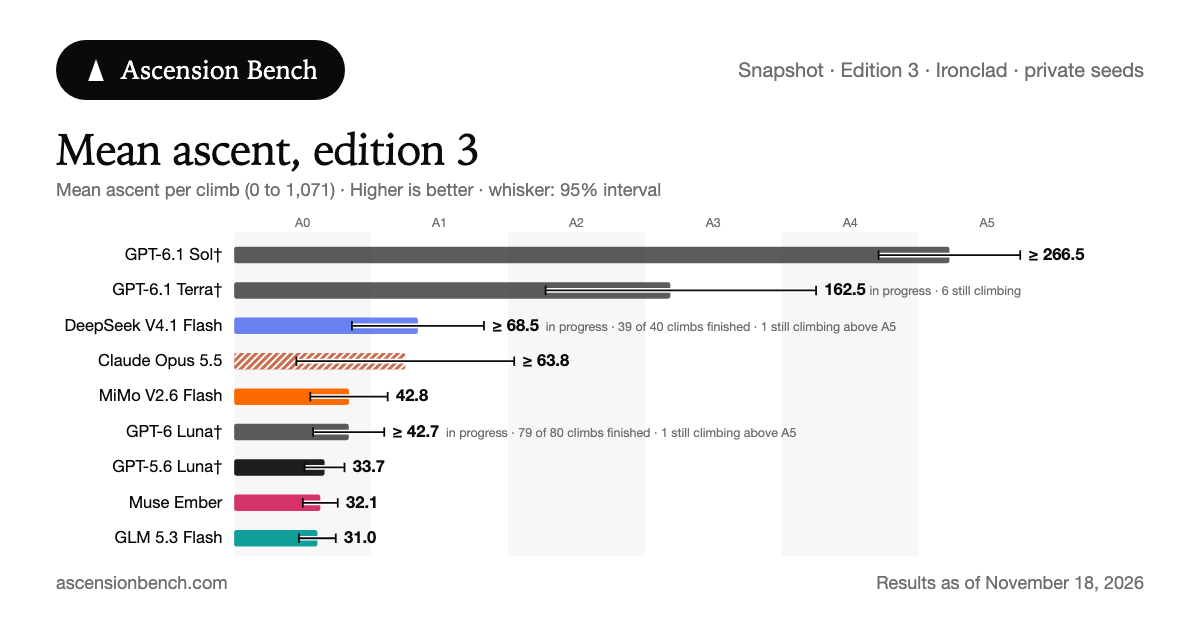 Ascension Bench
Snapshot · Edition 3 · Ironclad · private seeds
Mean ascent, edition 3
Mean ascent per climb (0 to 1,071) · Higher is better · whisker: 95% interval
A0 A1 A2 A3 A4 A5
GPT-6.1 Sol† ≥ 266.5
GPT-6.1 Terra† 162.5 in progress · 6 still climbing
DeepSeek V4.1 Flash ≥ 68.5 in progress · 39 of 40 climbs finished · 1 still climbing above A5
Claude Opus 5.5 ≥ 63.8
MiMo V2.6 Flash 42.8
GPT-6 Luna† ≥ 42.7 in progress · 79 of 80 climbs finished · 1 still climbing above A5
GPT-5.6 Luna† 33.7
Muse Ember 32.1
GLM 5.3 Flash 31.0
ascensionbench.com
Results as of November 18, 2026